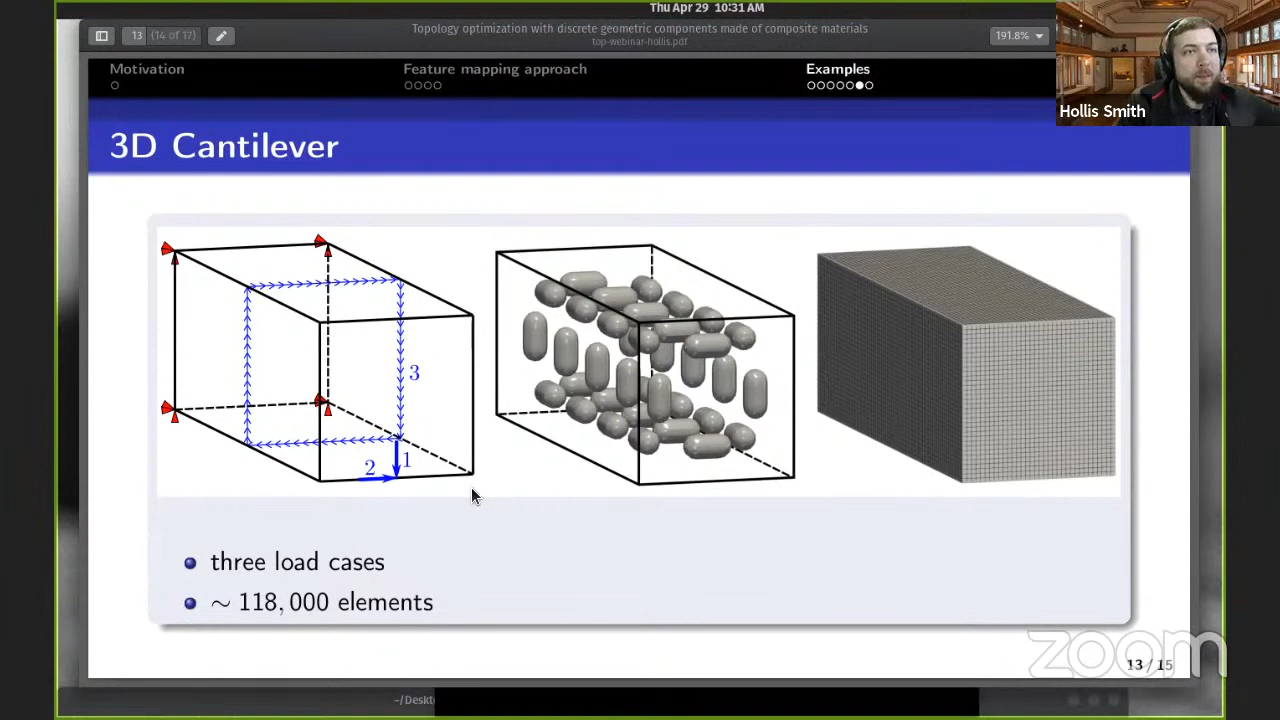 Thu Apr 29 10:31 AM
13 (14 of 17)
Topology optimization with discrete geometric components made of composite materials
top-webinar-hollis.pdf
191.8%
Motivation
Feature mapping approach
Examples
Hollis Smith
3D Cantilever
3
1
2
three load cases
∼ 118, 000 elements
zoom
13 / 15
~/Deskt